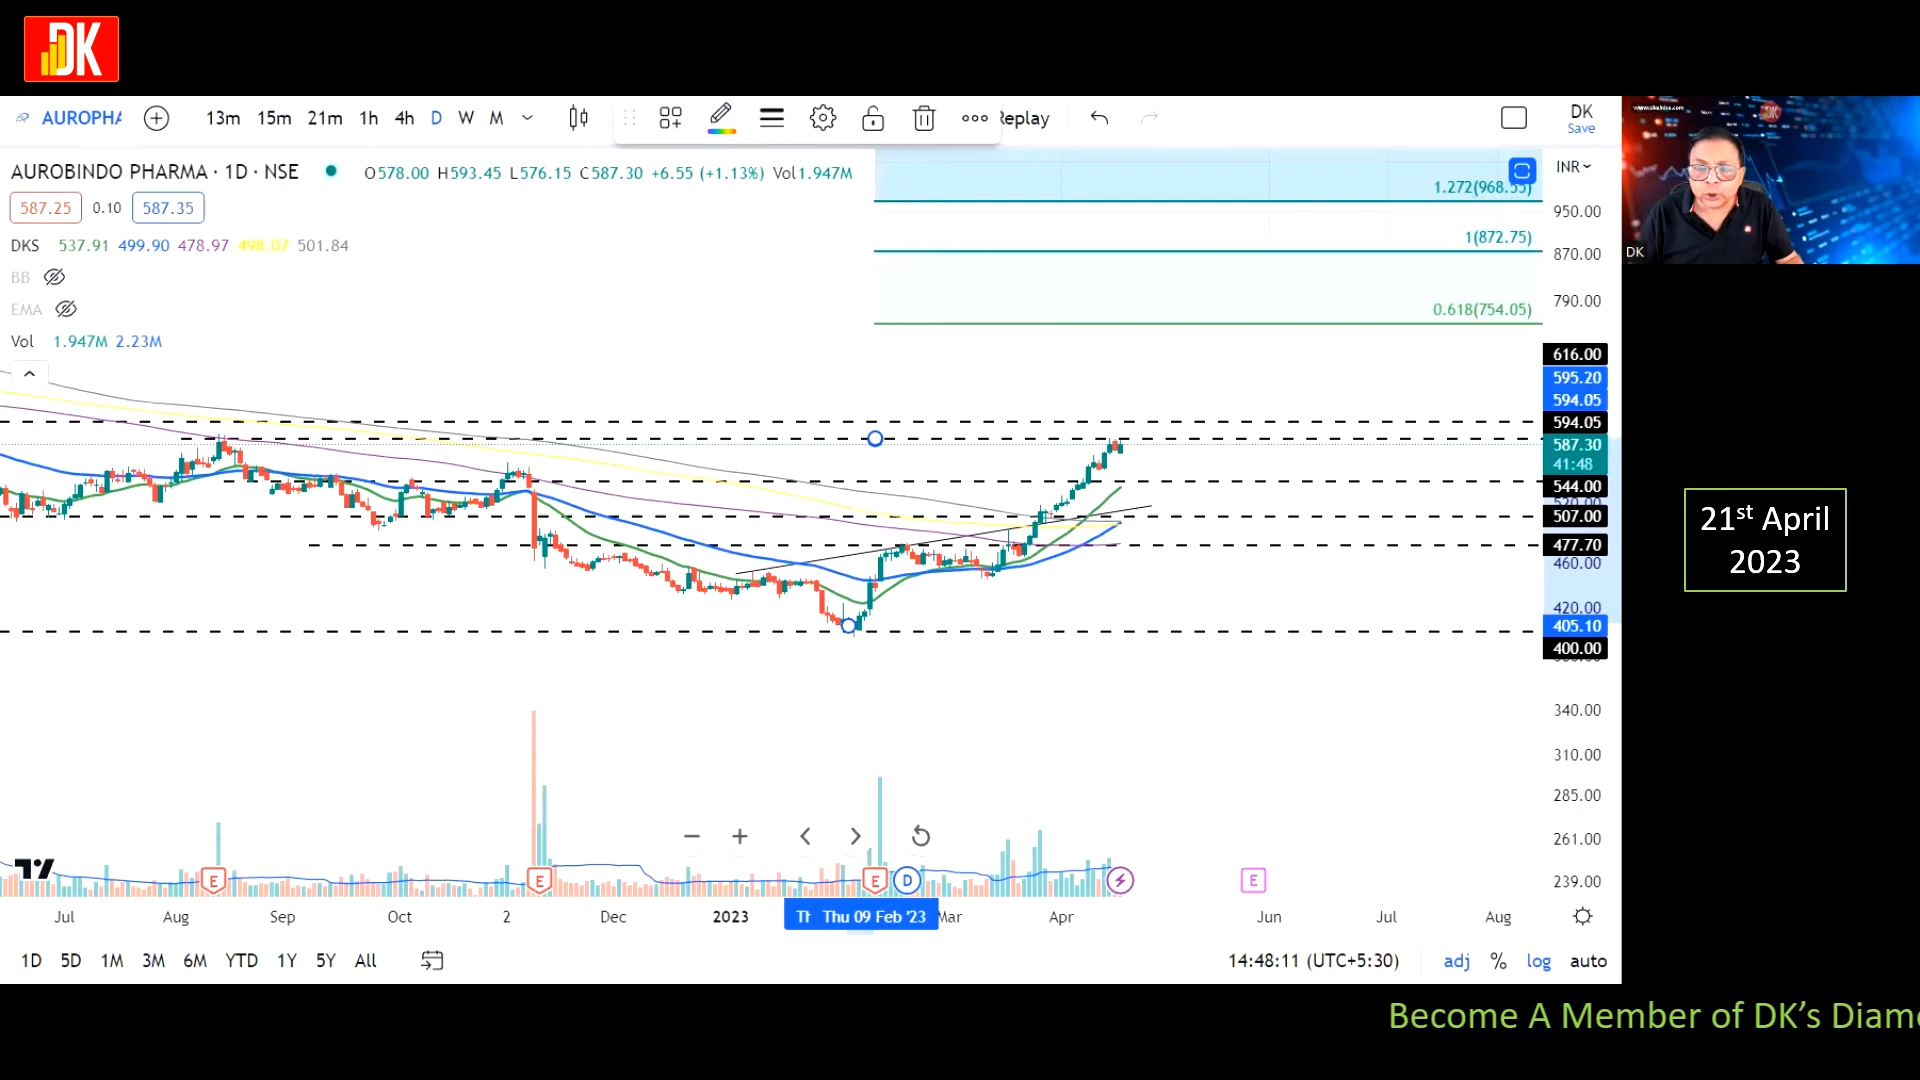 DK
AUROPHA
13m 15m 21m 1h 4h D W M
Replay
DK
Save
AUROBINDO PHARMA · 1D · NSE
O578.00 H593.45 L576.15 C587.30 +6.55 (+1.13%) Vol1.947M
INR
587.25 0.10 587.35
DKS 537.91 499.90 478.97 498.07 501.84
BB
EMA
Vol 1.947M 2.23M
1.272(968.55)
1(872.75)
0.618(754.05)
950.00
870.00
790.00
616.00
595.20
594.05
594.05
587.30
41:48
544.00
507.00
477.70
460.00
420.00
405.10
400.00
340.00
310.00
285.00
261.00
239.00
E E E D E
Jul Aug Sep Oct 2 Dec 2023 Th Thu 09 Feb '23 Mar Apr Jun Jul Aug
1D 5D 1M 3M 6M YTD 1Y 5Y All
14:48:11 (UTC+5:30) adj % log auto
DK
21st April
2023
Become A Member of DK's Diam